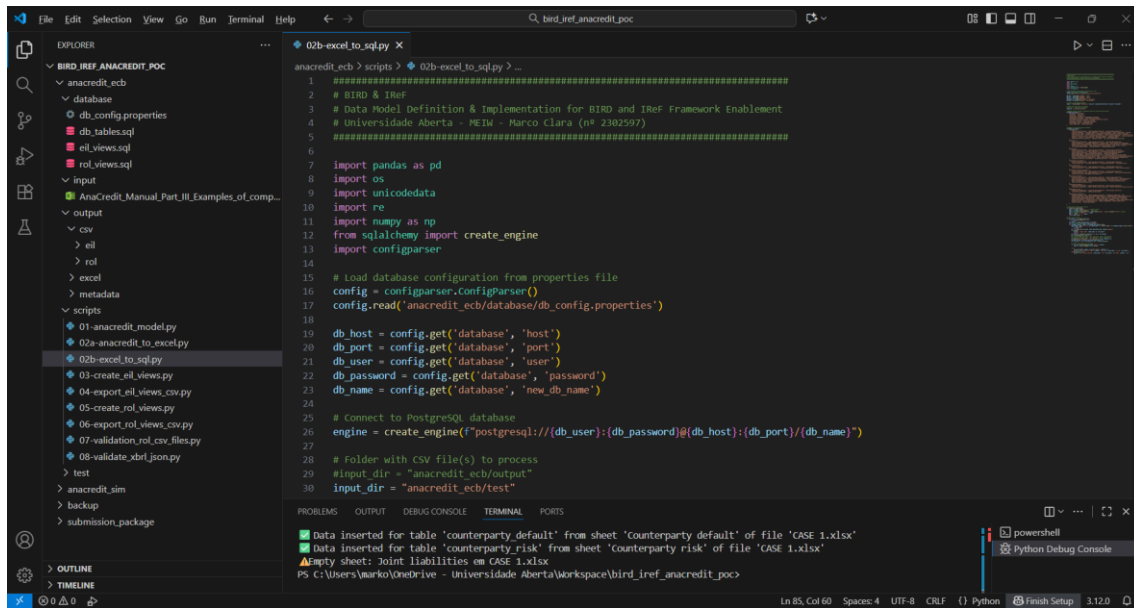 File Edit Selection View Go Run Terminal Help
bird_iref_anacredit_poc
EXPLORER
BIRD_IREF_ANACREDIT_POC
anacredit_ecb
database
db_config.properties
db_tables.sql
eil_views.sql
rol_views.sql
input
AnaCredit_Manual_Part_III_Examples_of_comp...
output
csv
eil
rol
excel
metadata
scripts
01-anacredit_model.py
02a-anacredit_to_excel.py
02b-excel_to_sql.py
03-create_eil_views.py
04-export_eil_views_csv.py
05-create_rol_views.py
06-export_rol_views_csv.py
07-validation_rol_csv_files.py
08-validate_xbrl_json.py
test
anacredit_sim
backup
submission_package
OUTLINE
TIMELINE
02b-excel_to_sql.py
anacredit_ecb > scripts > 02b-excel_to_sql.py > ...
1 ################################################################################
2 # BIRD & IReF
3 # Data Model Definition & Implementation for BIRD and IReF Framework Enablement
4 # Universidade Aberta - MEIW - Marco Clara (nº 2302597)
5 ################################################################################
6
7 import pandas as pd
8 import os
9 import unicodedata
10 import re
11 import numpy as np
12 from sqlalchemy import create_engine
13 import configparser
14
15 # Load database configuration from properties file
16 config = configparser.ConfigParser()
17 config.read('anacredit_ecb/database/db_config.properties')
18
19 db_host = config.get('database', 'host')
20 db_port = config.get('database', 'port')
21 db_user = config.get('database', 'user')
22 db_password = config.get('database', 'password')
23 db_name = config.get('database', 'new_db_name')
24
25 # Connect to PostgreSQL database
26 engine = create_engine(f"postgresql://{db_user}:{db_password}@{db_host}:{db_port}/{db_name}")
27
28 # Folder with CSV file(s) to process
29 #input_dir = "anacredit_ecb/output"
30 input_dir = "anacredit_ecb/test"
PROBLEMS OUTPUT DEBUG CONSOLE TERMINAL PORTS
Data inserted for table 'counterparty_default' from sheet 'Counterparty default' of file 'CASE 1.xlsx'
Data inserted for table 'counterparty_risk' from sheet 'Counterparty risk' of file 'CASE 1.xlsx'
Empty sheet: Joint liabilities em CASE 1.xlsx
PS C:\Users\marko\OneDrive - Universidade Aberta\Workspace\bird_iref_anacredit_poc>
powershell
Python Debug Console
0 0 Ln 85, Col 60 Spaces: 4 UTF-8 CRLF {} Python Finish Setup 3.12.0